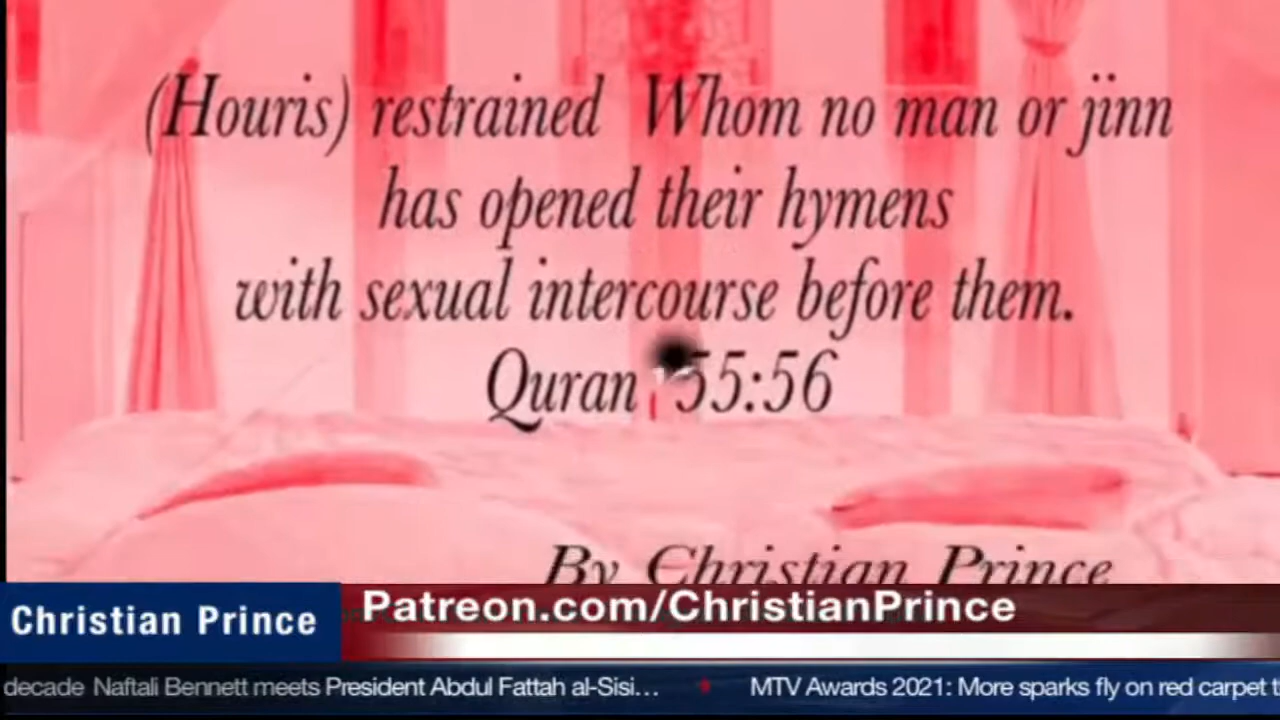 (Houris) restrained Whom no man or jinn
has opened their hymens
with sexual intercourse before them.
Quran 55:56
By Christian Prince
Christian Prince
Patreon.com/ChristianPrince
decade Naftali Bennett meets President Abdul Fattah al-Sisi... MTV Awards 2021: More sparks fly on red carpet t